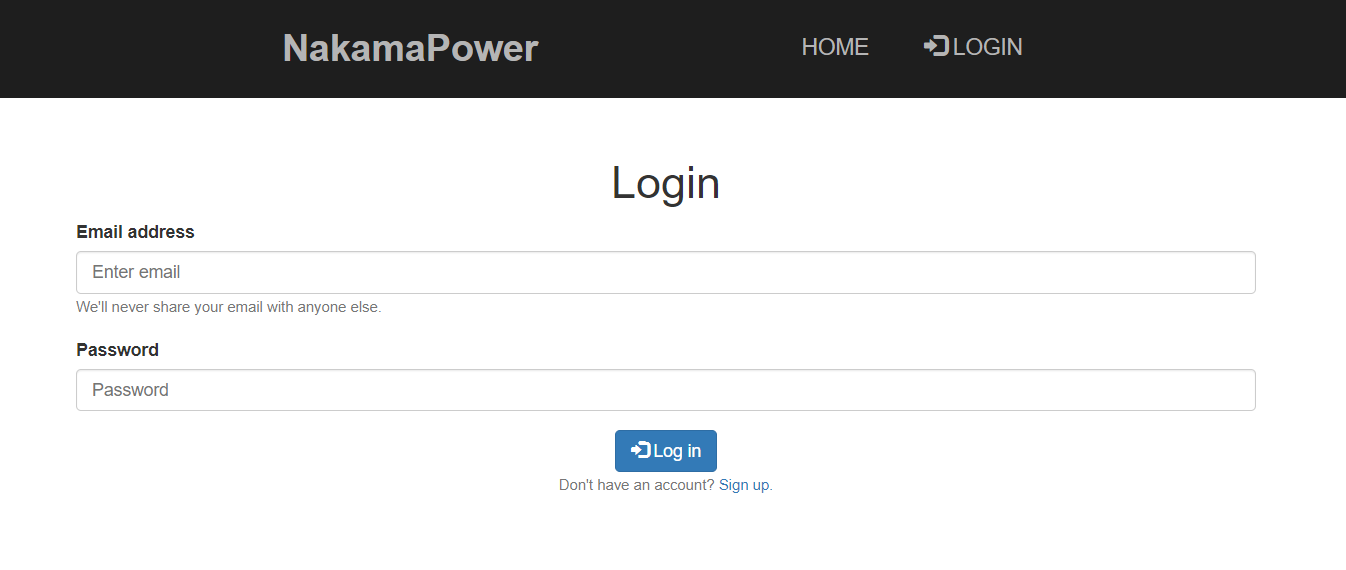 NakamaPower HOME LOGIN
Login
Email address
Enter email
We'll never share your email with anyone else.
Password
Password
Log in
Don't have an account? Sign up.